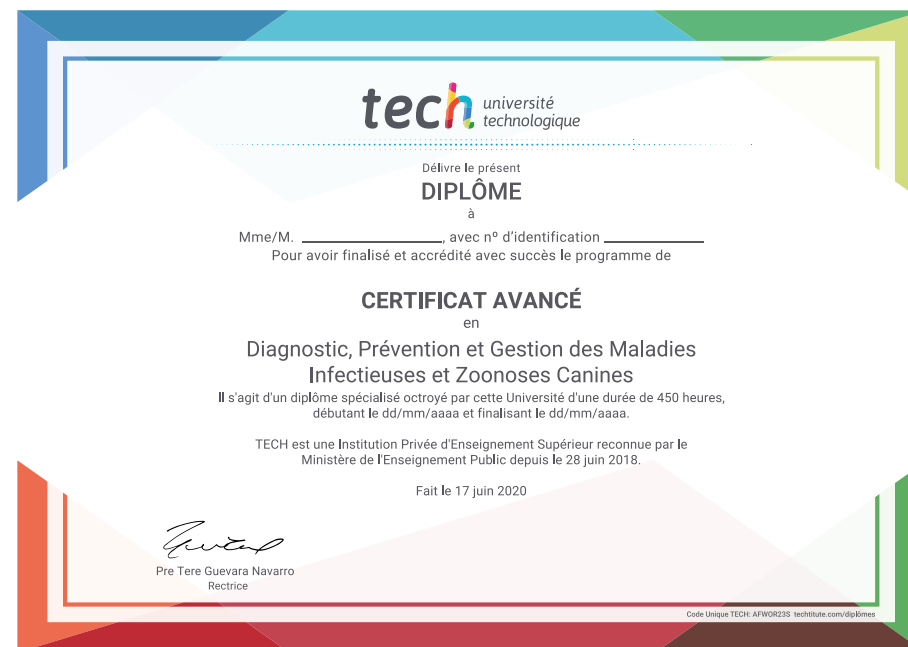 tech université
technologique
Délivre le présent
DIPLÔME
à
Mme/M. ____________, avec nº d'identification ____________
Pour avoir finalisé et accrédité avec succès le programme de
CERTIFICAT AVANCÉ
en
Diagnostic, Prévention et Gestion des Maladies
Infectieuses et Zoonoses Canines
Il s'agit d'un diplôme spécialisé octroyé par cette Université d'une durée de 450 heures,
débutant le dd/mm/aaaa et finalisant le dd/mm/aaaa.
TECH est une Institution Privée d'Enseignement Supérieur reconnue par le
Ministère de l'Enseignement Public depuis le 28 juin 2018.
Fait le 17 juin 2020
Pre Tere Guevara Navarro
Rectrice
Code Unique TECH: AFWOR23S techtitute.com/diplômes